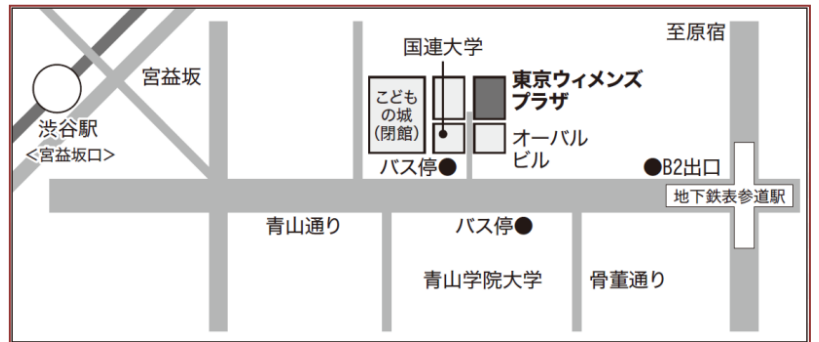 至原宿
国連大学
宮益坂
東京ウィメンズ
プラザ
こども
の城
(閉館)
渋谷駅
<宮益坂口>
オーバル
ビル
バス停●
●B2出口
地下鉄表参道駅
青山通り
バス停●
青山学院大学
骨董通り